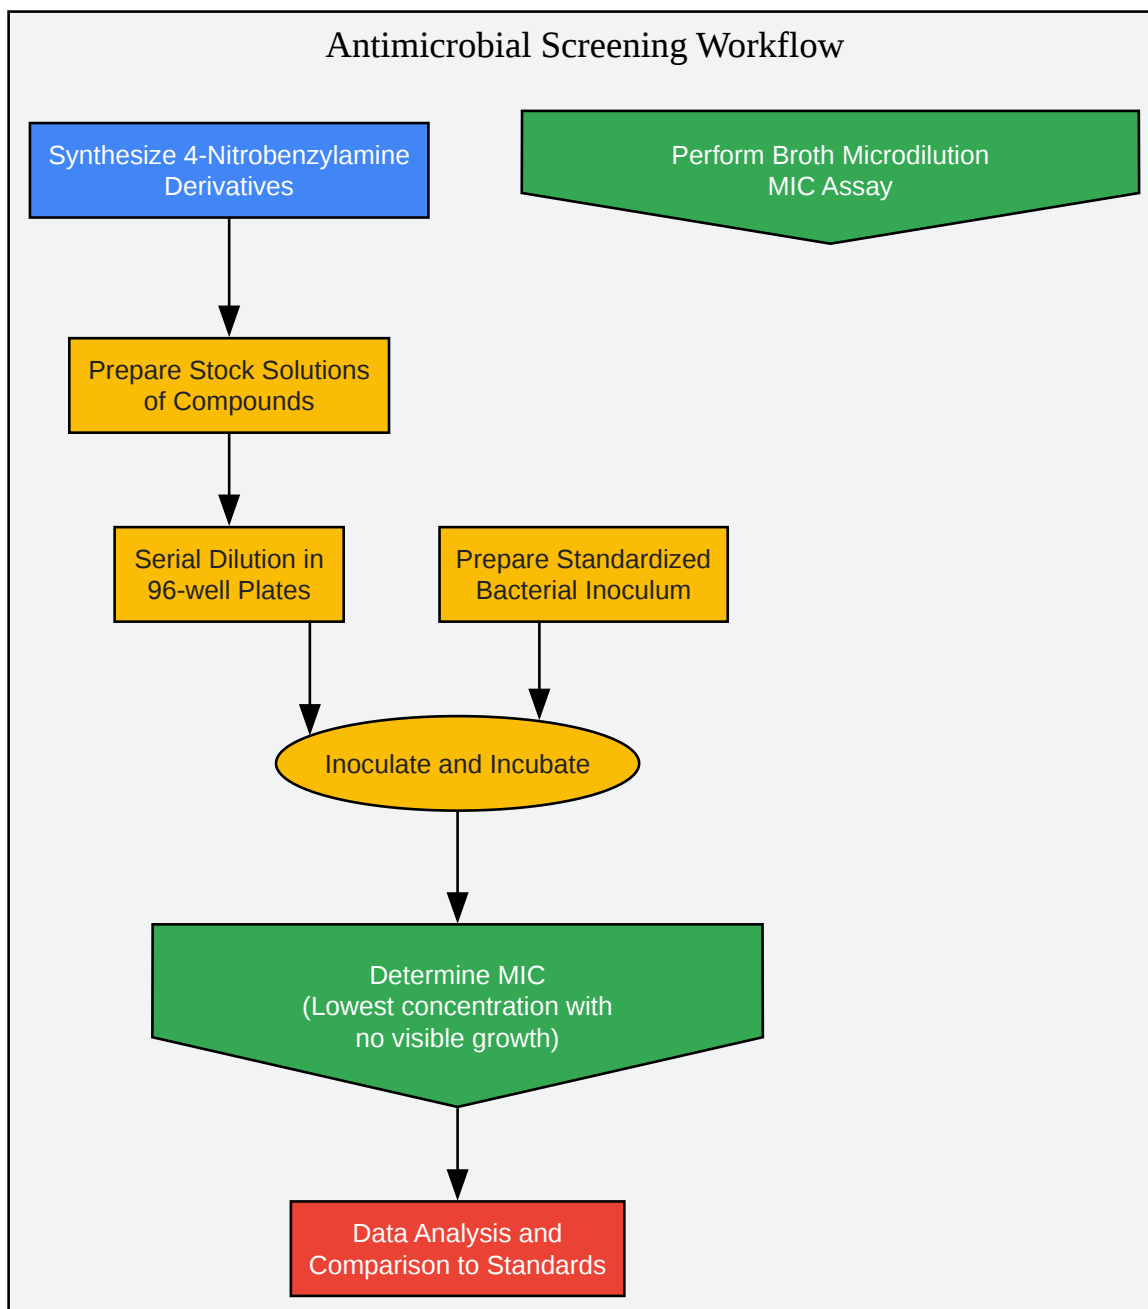 Antimicrobial Screening Workflow
Synthesize 4-Nitrobenzylamine
Derivatives
Perform Broth Microdilution
MIC Assay
Prepare Stock Solutions
of Compounds
Serial Dilution in
96-well Plates
Prepare Standardized
Bacterial Inoculum
Inoculate and Incubate
Determine MIC
(Lowest concentration with
no visible growth)
Data Analysis and
Comparison to Standards